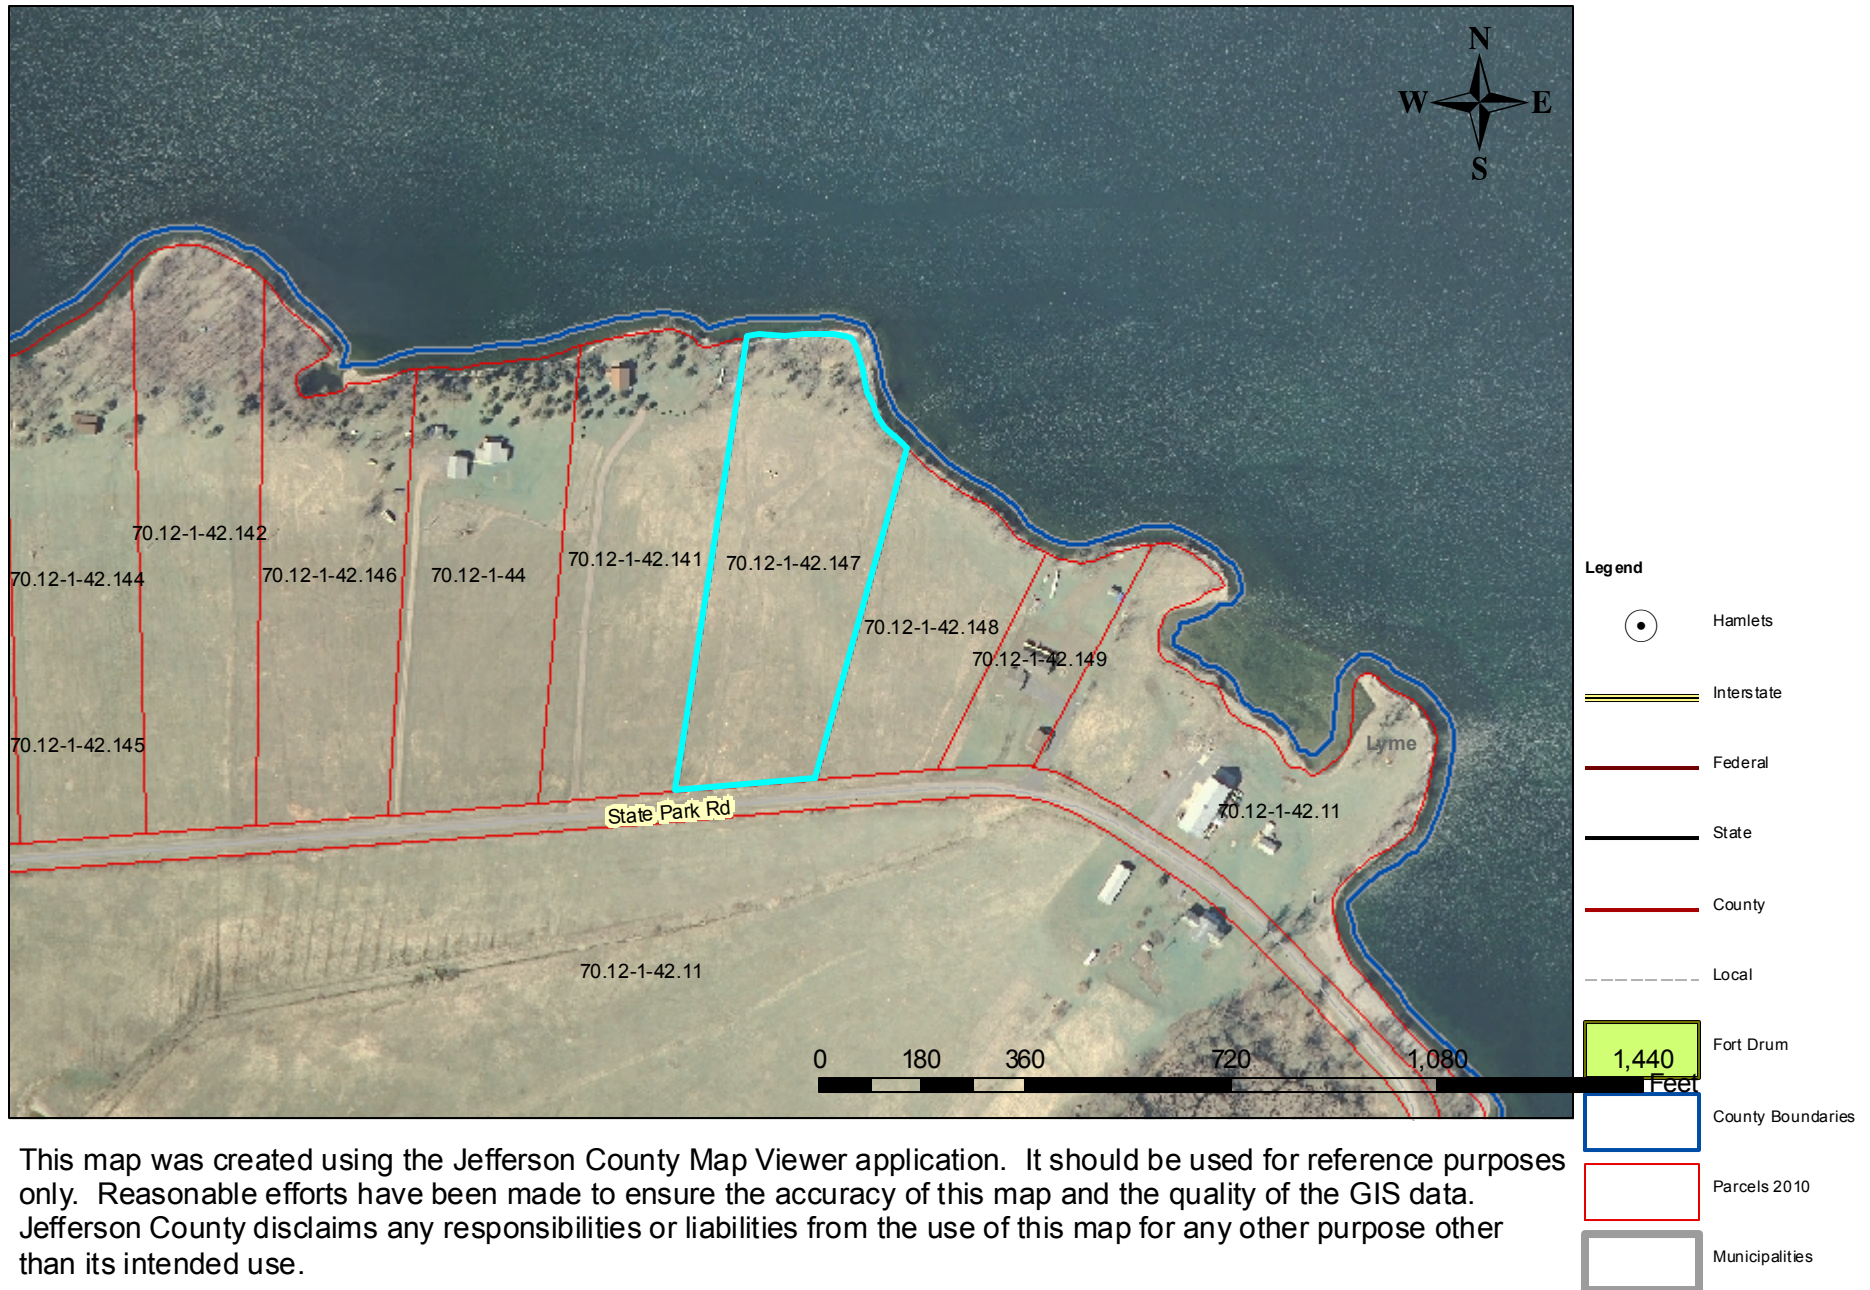 N
W E
S
70.12-1-42.142
70.12-1-42.144
70.12-1-42.146
70.12-1-44
70.12-1-42.141
70.12-1-42.147
70.12-1-42.148
70.12-1-42.149
70.12-1-42.145
Lyme
State Park Rd
70.12-1-42.11
70.12-1-42.11
0 180 360 720 1,080 1,440
Feet
Legend
Hamlets
Interstate
Federal
State
County
Local
Fort Drum
County Boundaries
Parcels 2010
Municipalities
This map was created using the Jefferson County Map Viewer application. It should be used for reference purposes
only. Reasonable efforts have been made to ensure the accuracy of this map and the quality of the GIS data.
Jefferson County disclaims any responsibilities or liabilities from the use of this map for any other purpose other
than its intended use.